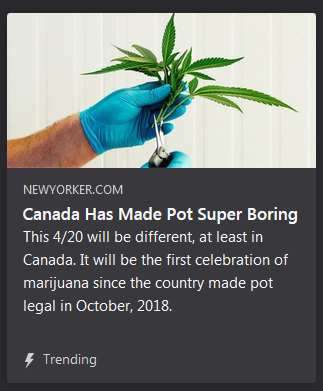 NEWYORKER.COM
Canada Has Made Pot Super Boring
This 4/20 will be different, at least in
Canada. It will be the first celebration of
marijuana since the country made pot
legal in October, 2018.
Trending